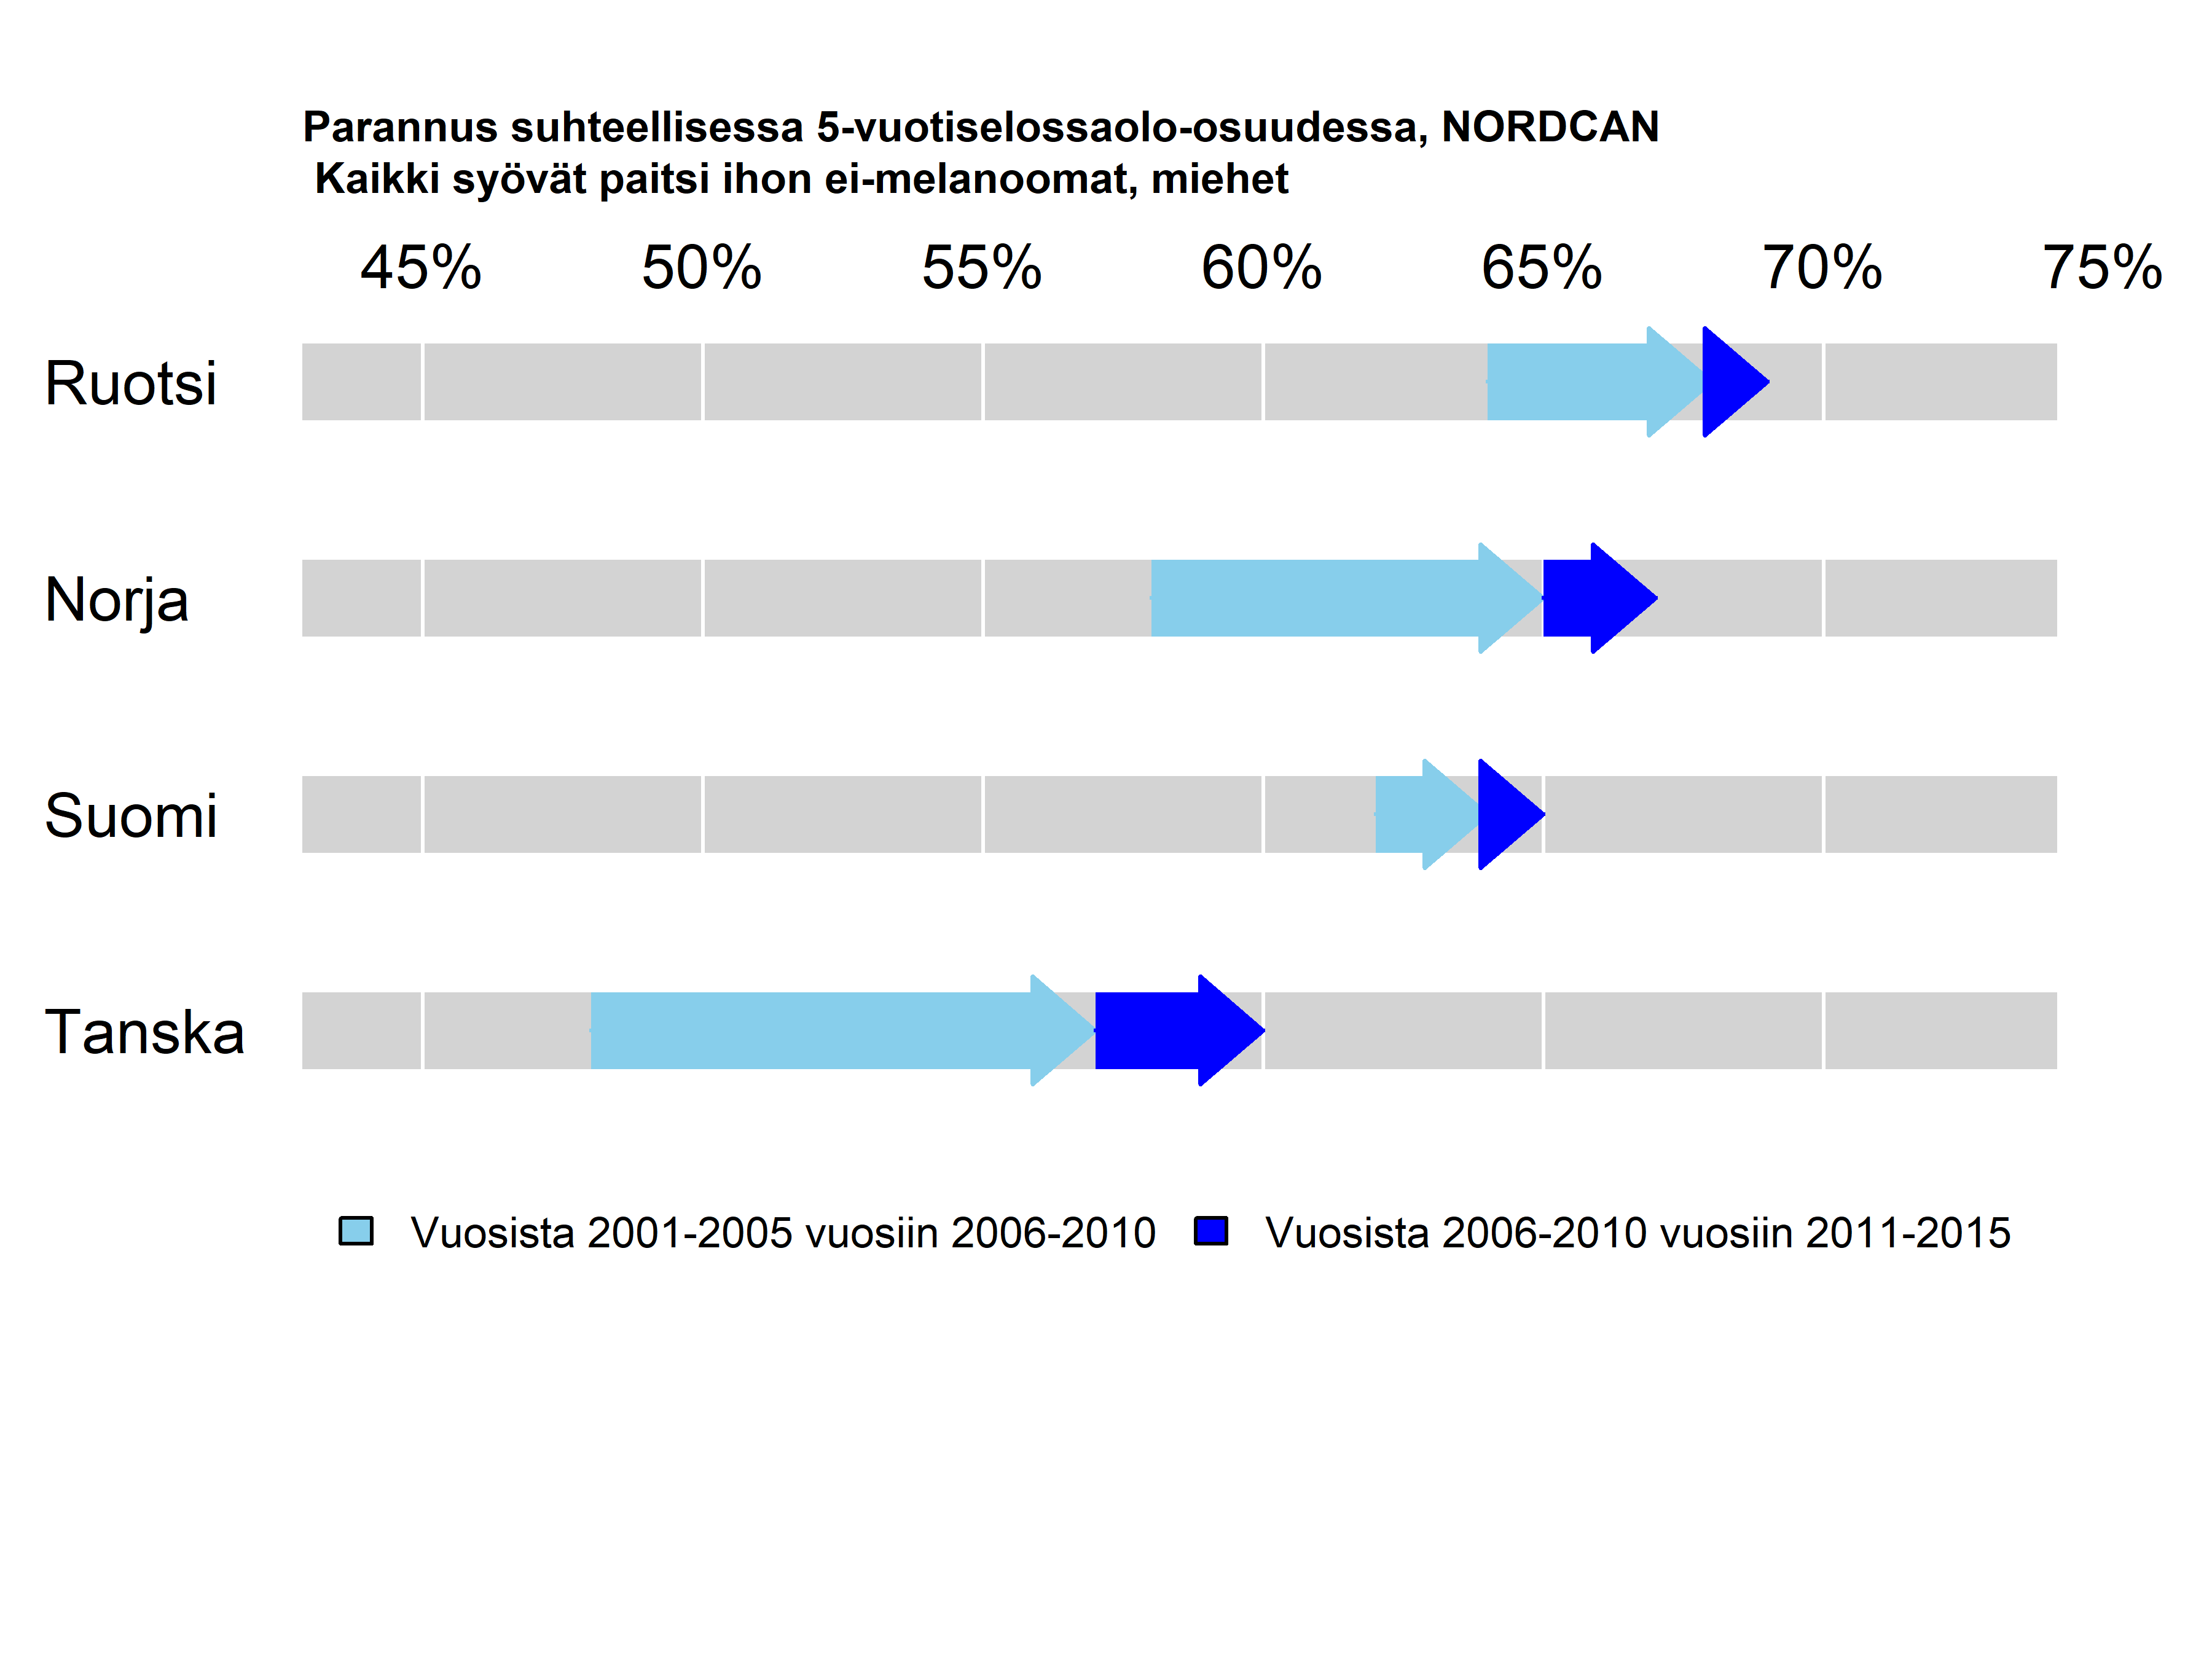 Parannus suhteellisessa 5-vuotiselossaolo-osuudessa, NORDCAN
Kaikki syövät paitsi ihon ei-melanoomat, miehet
45% 50% 55% 60% 65% 70% 75%
Ruotsi
Norja
Suomi
Tanska
Vuosista 2001-2005 vuosiin 2006-2010 Vuosista 2006-2010 vuosiin 2011-2015